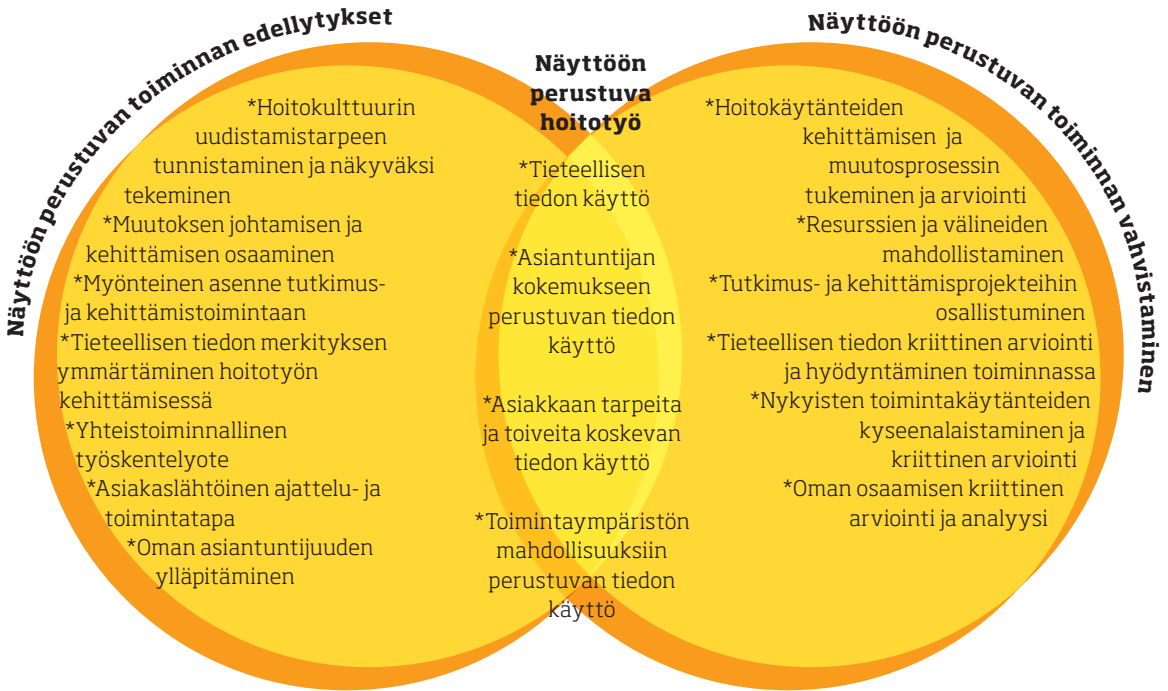 Näyttöön perustuvan toiminnan edellytykset
*Hoitokulttuurin
uudistamistarpeen
tunnistaminen ja näkyväksi
tekeminen
*Muutoksen johtamisen ja
kehittämisen osaaminen
*Myönteinen asenne tutkimus-
ja kehittämistoimintaan
*Tieteellisen tiedon merkityksen
ymmärtäminen hoitotyön
kehittämisessä
*Yhteistoiminnallinen
työskentelyote
*Asiakaslähtöinen ajattelu- ja
toimintatapa
*Oman asiantuntijuuden
ylläpitäminen
Näyttöön
perustuva
hoitotyö
*Tieteellisen
tiedon käyttö
*Asiantuntijan
kokemukseen
perustuvan tiedon
käyttö
*Asiakkaan tarpeita
ja toiveita koskevan
tiedon käyttö
*Toimintaympäristön
mahdollisuuksiin
perustuvan tiedon
käyttö
Näyttöön perustuvan toiminnan vahvistaminen
*Hoitokäytänteiden
kehittämisen ja
muutosprosessin
tukeminen ja arviointi
*Resurssien ja välineiden
mahdollistaminen
*Tutkimus- ja kehittämisprojekteihin
osallistuminen
*Tieteellisen tiedon kriittinen arviointi
ja hyödyntäminen toiminnassa
*Nykyisten toimintakäytänteiden
kyseenalaistaminen ja
kriittinen arviointi
*Oman osaamisen kriittinen
arviointi ja analyysi